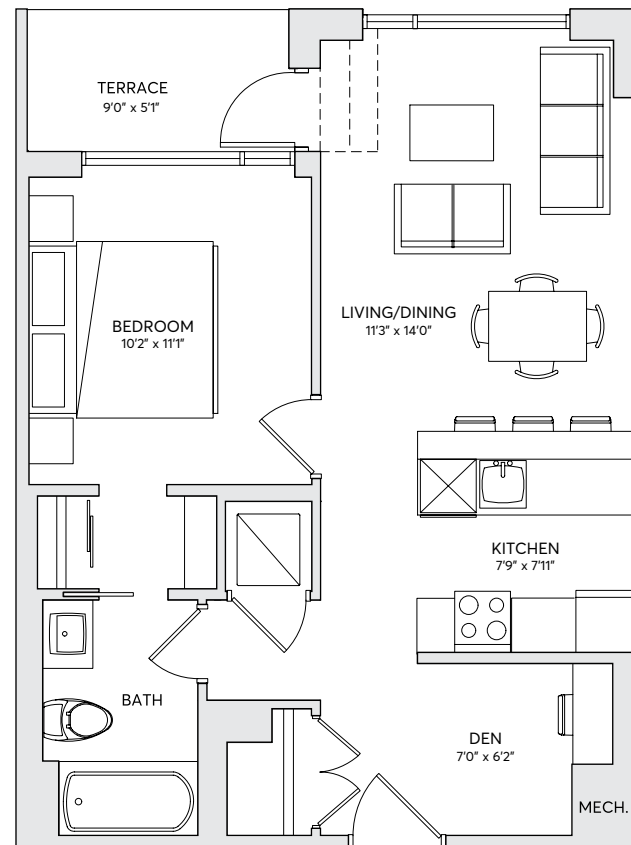 TERRACE
9'0" x 5'1"
BEDROOM
10'2" x 11'1"
LIVING/DINING
11'3" x 14'0"
KITCHEN
7'9" x 7'11"
BATH
DEN
7'0" x 6'2"
MECH.